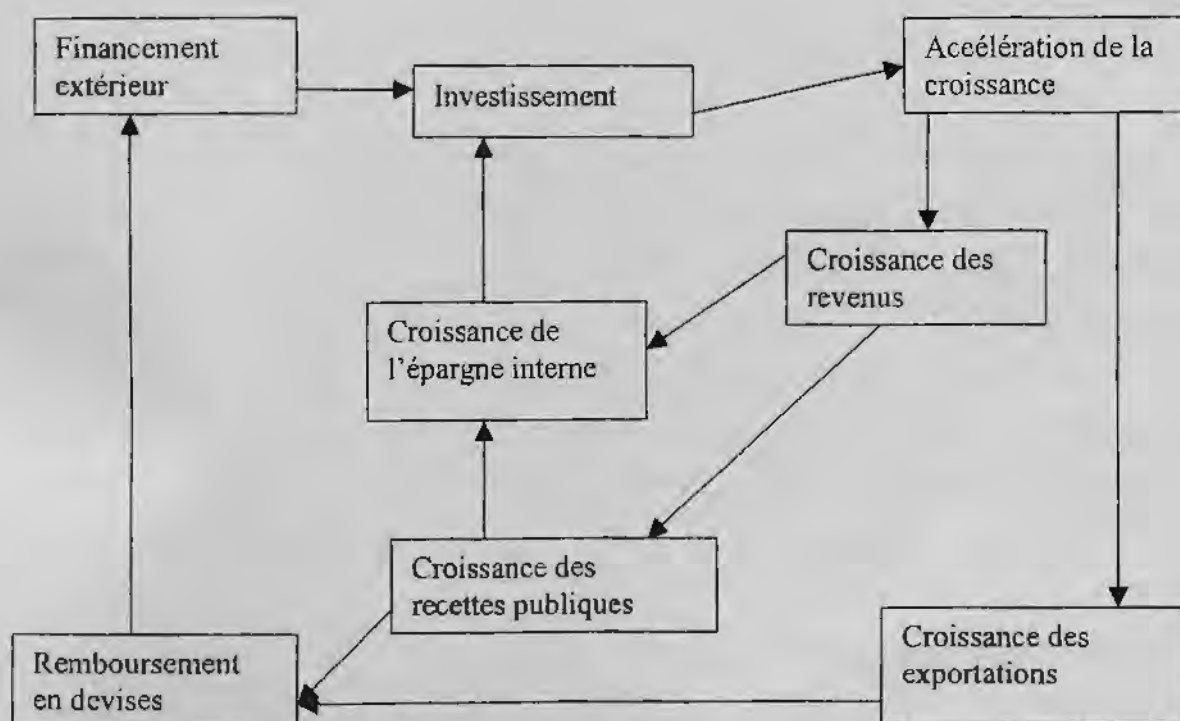 Financement
extérieur
Investissement
Accélération de la
croissance
Croissance des
revenus
Croissance de
l'épargne interne
Croissance des
recettes publiques
Remboursement
en devises
Croissance des
exportations